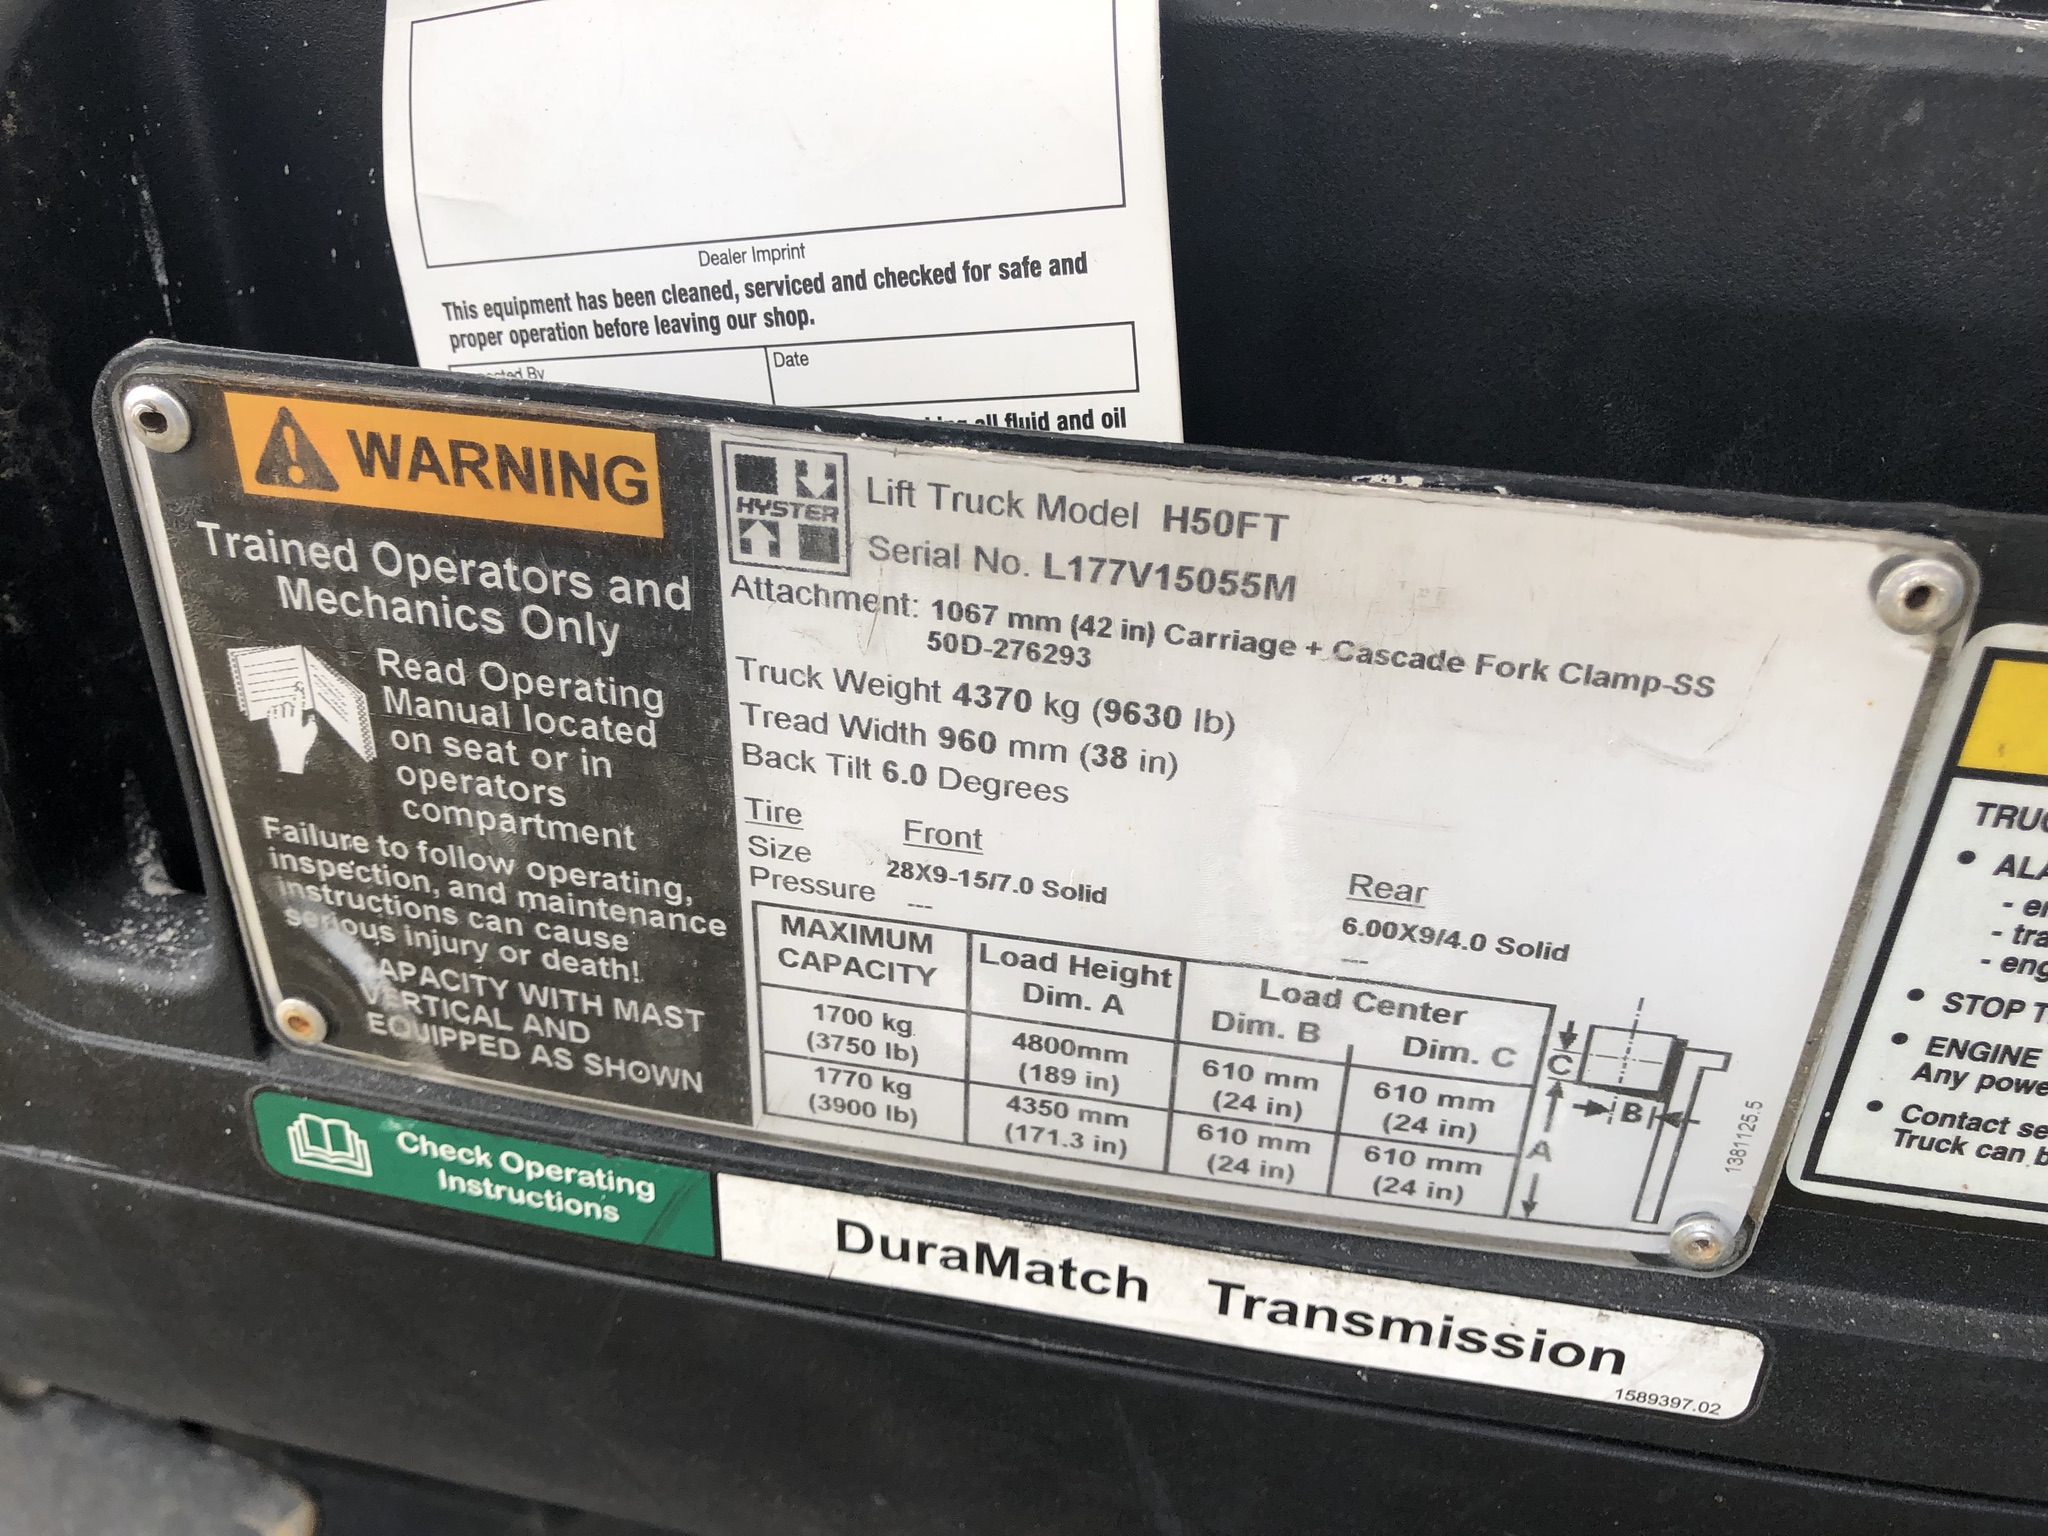 Dealer Imprint
This equipment has been cleaned, serviced and checked for safe and
proper operation before leaving our shop.
By
Date
all fluid and oil
WARNING
Trained Operators and
Mechanics Only
Read Operating
Manual located
on seat or in
operators
compartment
Failure to follow operating,
inspection, and maintenance
instructions can cause
serious injury or death!
CAPACITY WITH MAST
VERTICAL AND
EQUIPPED AS SHOWN
HYSTER
Lift Truck Model H50FT
Serial No. L177V15055M
Attachment: 1067 mm (42 in) Carriage + Cascade Fork Clamp-SS
50D-276293
Truck Weight 4370 kg (9630 lb)
Tread Width 960 mm (38 in)
Back Tilt 6.0 Degrees
Tire Front Rear
Size 28X9-15/7.0 Solid 6.00X9/4.0 Solid
Pressure --- ---
MAXIMUM CAPACITY Load Height Dim. A Load Center Dim. B Dim. C
1700 kg (3750 lb) 4800mm (189 in) 610 mm (24 in) 610 mm (24 in)
1770 kg (3900 lb) 4350 mm (171.3 in) 610 mm (24 in) 610 mm (24 in)
C
B
A
1381125.5
Check Operating
Instructions
DuraMatch Transmission
1589397.02
- eng
STOP
ENGINE
Any powe
Contact se
Truck can b